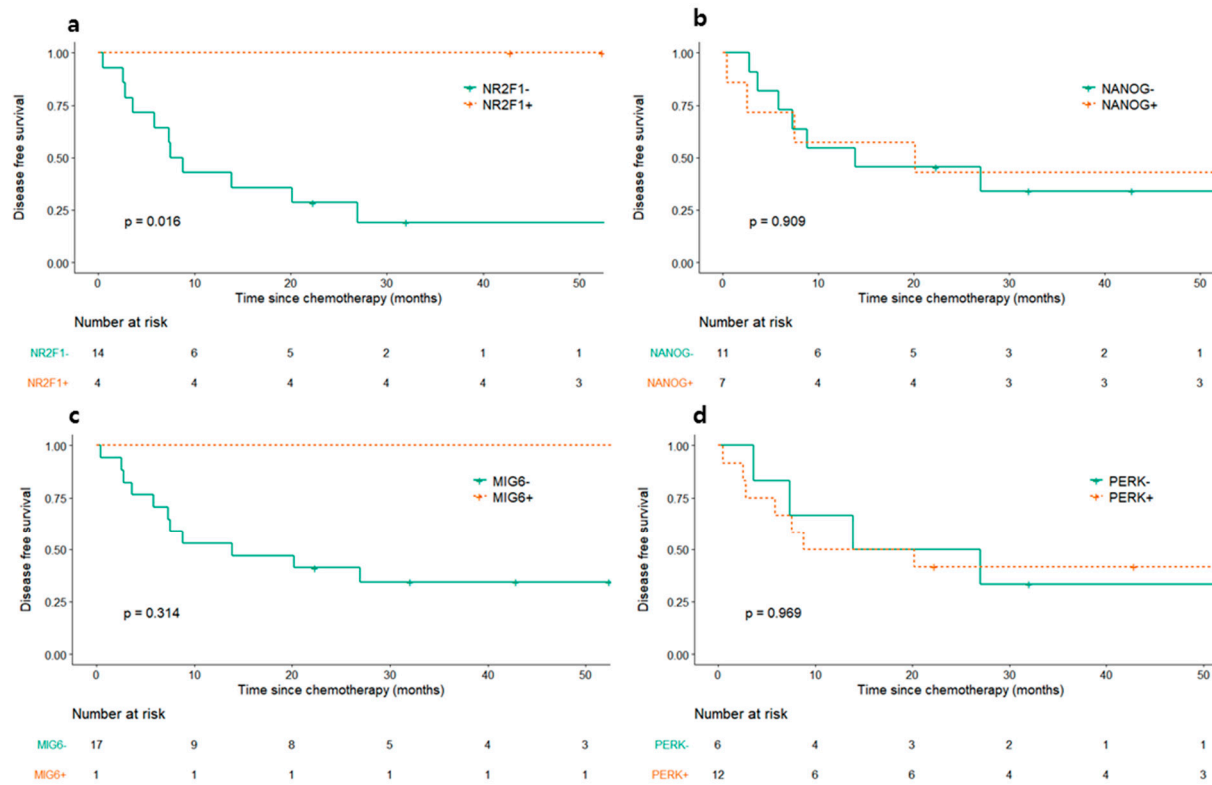 a
1.00
0.75
0.50
0.25
0.00
Disease free survival
NR2F1-
NR2F1+
p = 0.016
0 10 20 30 40 50
Time since chemotherapy (months)
Number at risk
NR2F1- 14 6 5 2 1 1
NR2F1+ 4 4 4 4 4 3
b
1.00
0.75
0.50
0.25
0.00
Disease free survival
NANOG-
NANOG+
p = 0.909
0 10 20 30 40 50
Time since chemotherapy (months)
Number at risk
NANOG- 11 6 5 3 2 1
NANOG+ 7 4 4 3 3 3
c
1.00
0.75
0.50
0.25
0.00
Disease free survival
MIG6-
MIG6+
p = 0.314
0 10 20 30 40 50
Time since chemotherapy (months)
Number at risk
MIG6- 17 9 8 5 4 3
MIG6+ 1 1 1 1 1 1
d
1.00
0.75
0.50
0.25
0.00
Disease free survival
PERK-
PERK+
p = 0.969
0 10 20 30 40 50
Time since chemotherapy (months)
Number at risk
PERK- 6 4 3 2 1 1
PERK+ 12 6 6 4 4 3